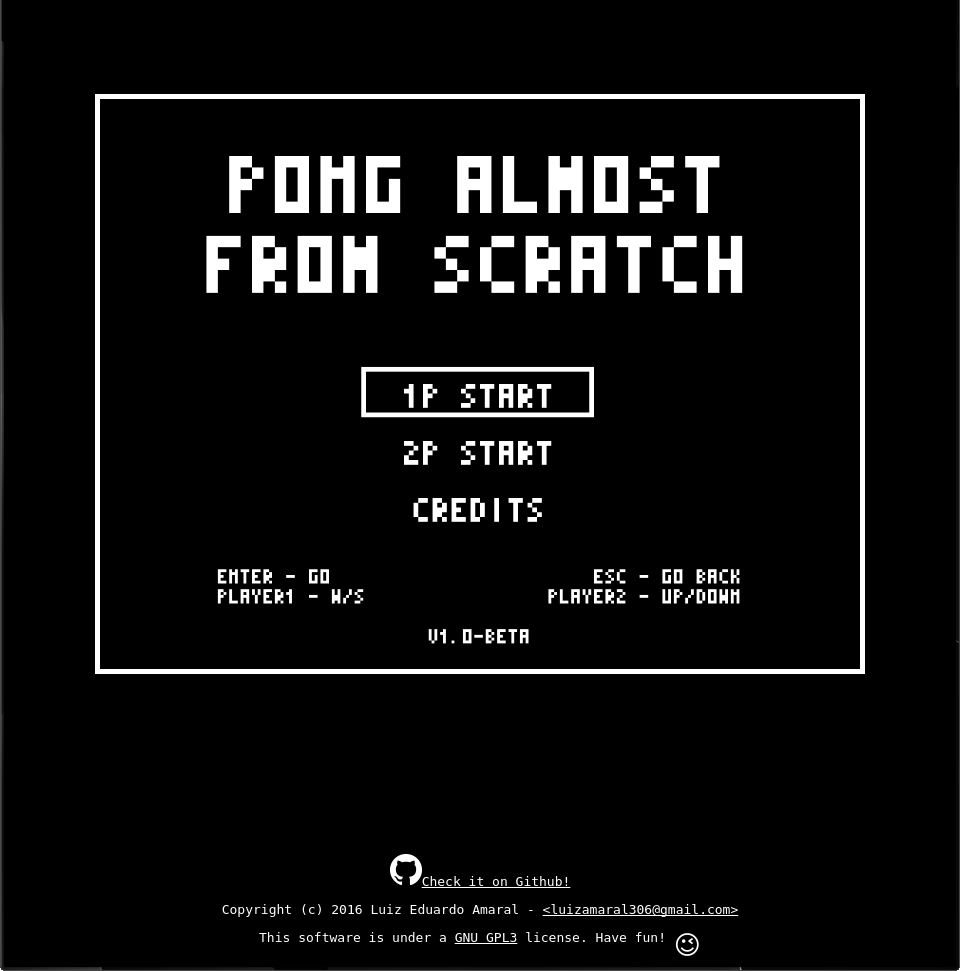 PONG ALMOST
FROM SCRATCH
1P START
2P START
CREDITS
ENTER - GO
ESC - GO BACK
PLAYER1 - W/S
PLAYER2 - UP/DOWN
V1.0-BETA
Check it on Github!
Copyright (c) 2016 Luiz Eduardo Amaral - <luizamaral306@gmail.com>
This software is under a GNU GPL3 license. Have fun!